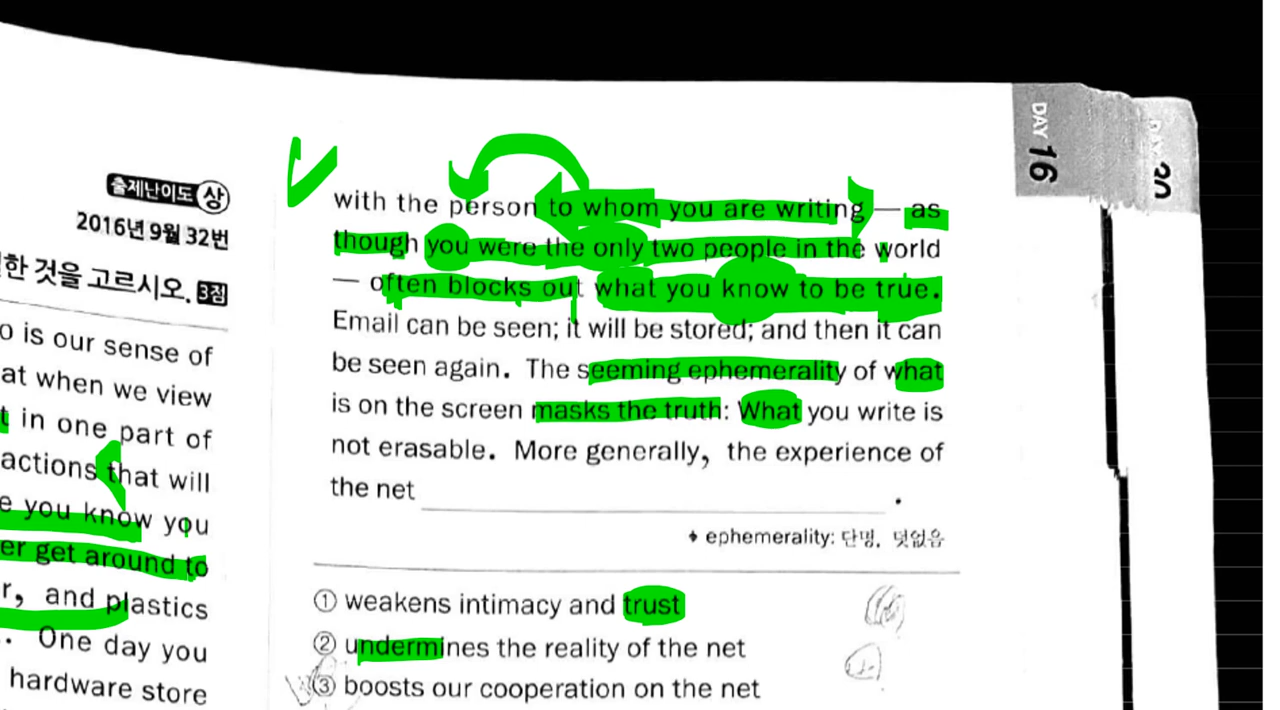 출제난이도 상
2016년 9월 32번
한 것을 고르시오. 3점
o is our sense of
at when we view
t in one part of
actions that will
e you know you
er get around to
r, and plastics
One day you
hardware store
with the person to whom you are writing — as
though you were the only two people in the world
— often blocks out what you know to be true.
Email can be seen; it will be stored; and then it can
be seen again. The seeming ephemerality of what
is on the screen masks the truth: What you write is
not erasable. More generally, the experience of
the net ____________ .
ephemerality: 단명, 덧없음
① weakens intimacy and trust
② undermines the reality of the net
③ boosts our cooperation on the net
DAY 16